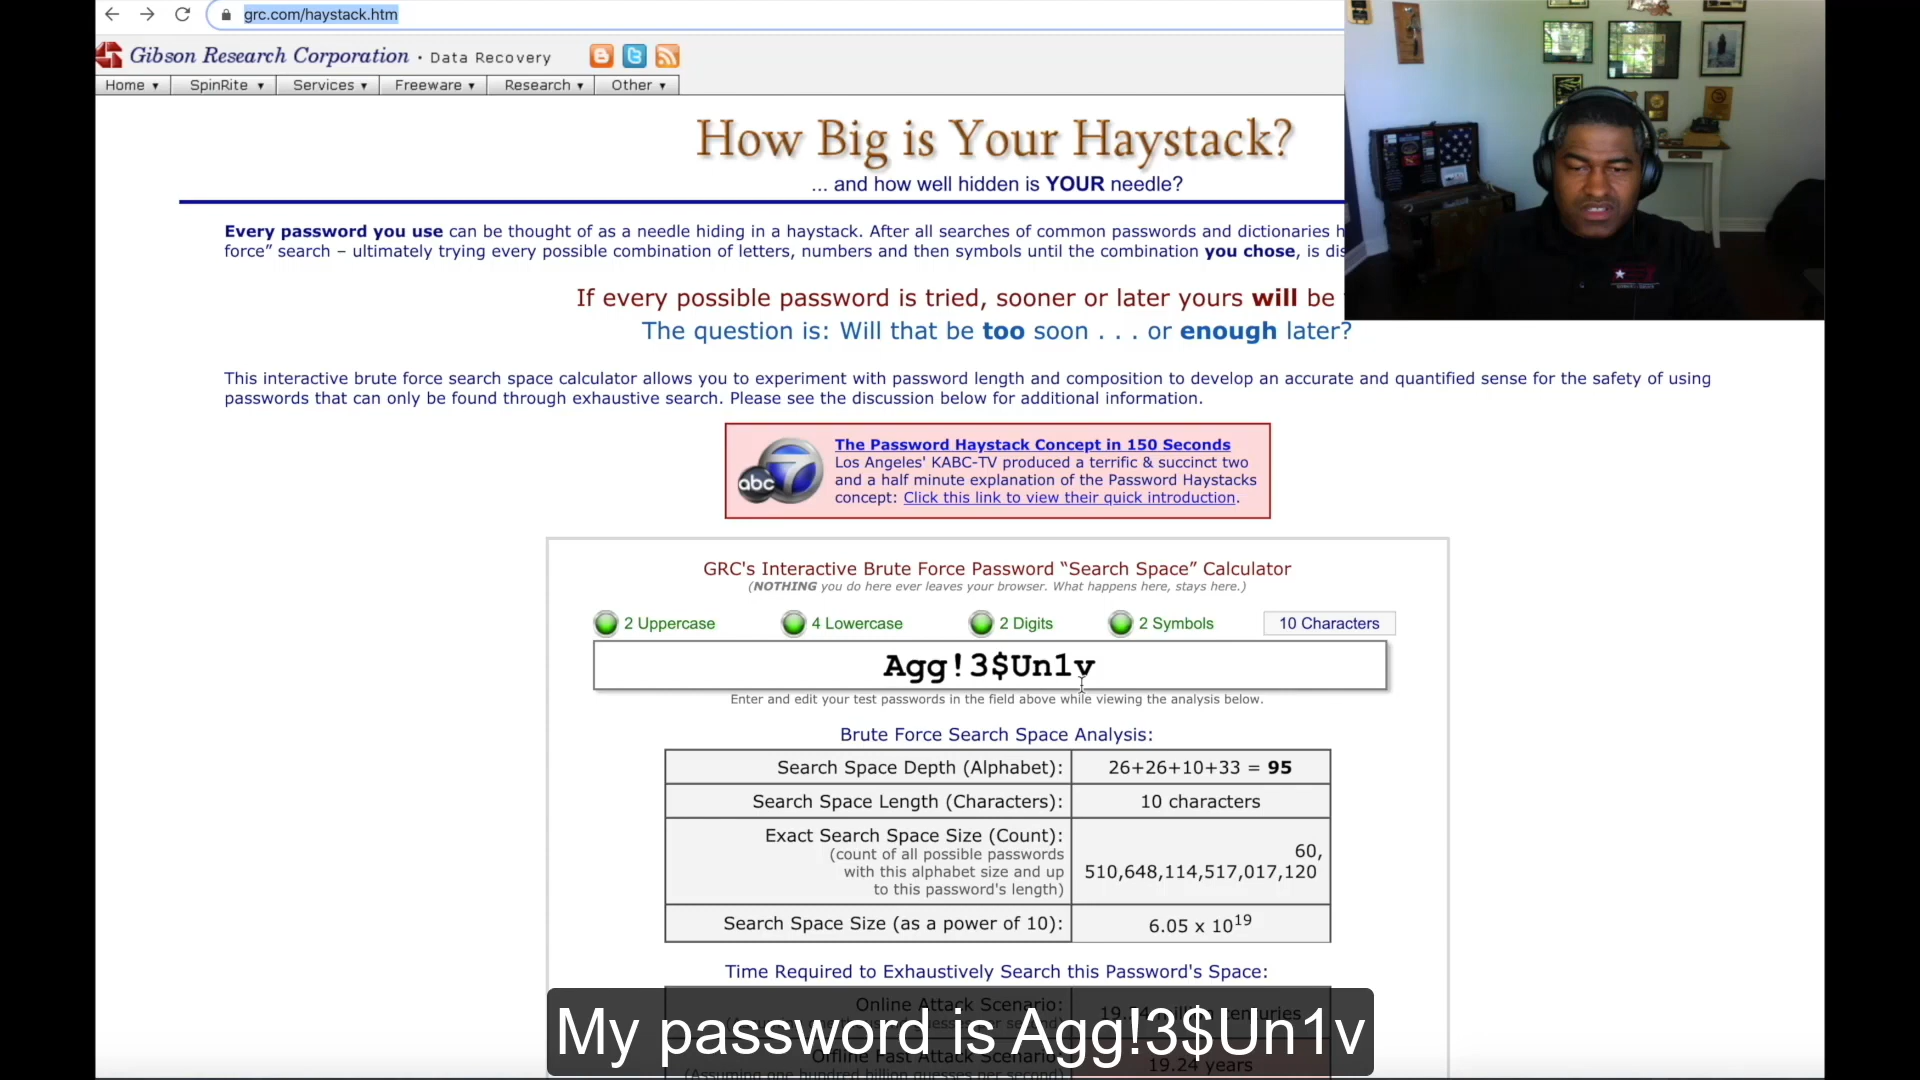 grc.com/haystack.htm
Gibson Research Corporation · Data Recovery
Home ▾ SpinRite ▾ Services ▾ Freeware ▾ Research ▾ Other ▾
How Big is Your Haystack?
... and how well hidden is YOUR needle?
Every password you use can be thought of as a needle hiding in a haystack. After all searches of common passwords and dictionaries h
force” search – ultimately trying every possible combination of letters, numbers and then symbols until the combination you chose, is dis
If every possible password is tried, sooner or later yours will be
The question is: Will that be too soon . . . or enough later?
This interactive brute force search space calculator allows you to experiment with password length and composition to develop an accurate and quantified sense for the safety of using
passwords that can only be found through exhaustive search. Please see the discussion below for additional information.
abc 7
The Password Haystack Concept in 150 Seconds
Los Angeles' KABC-TV produced a terrific & succinct two
and a half minute explanation of the Password Haystacks
concept: Click this link to view their quick introduction.
GRC's Interactive Brute Force Password “Search Space” Calculator
(NOTHING you do here ever leaves your browser. What happens here, stays here.)
2 Uppercase 4 Lowercase 2 Digits 2 Symbols 10 Characters
Agg!3$Un1v
Enter and edit your test passwords in the field above while viewing the analysis below.
Brute Force Search Space Analysis:
Search Space Depth (Alphabet): 26+26+10+33 = 95
Search Space Length (Characters): 10 characters
Exact Search Space Size (Count):
(count of all possible passwords
with this alphabet size and up
to this password's length)
60,
510,648,114,517,017,120
Search Space Size (as a power of 10): 6.05 x 10¹⁹
Time Required to Exhaustively Search this Password's Space:
Online Attack Scenario:
My password is Agg!3$Un1v
Offline Fast Attack Scenario: 19.24 years
(Assuming one hundred billion guesses per second)